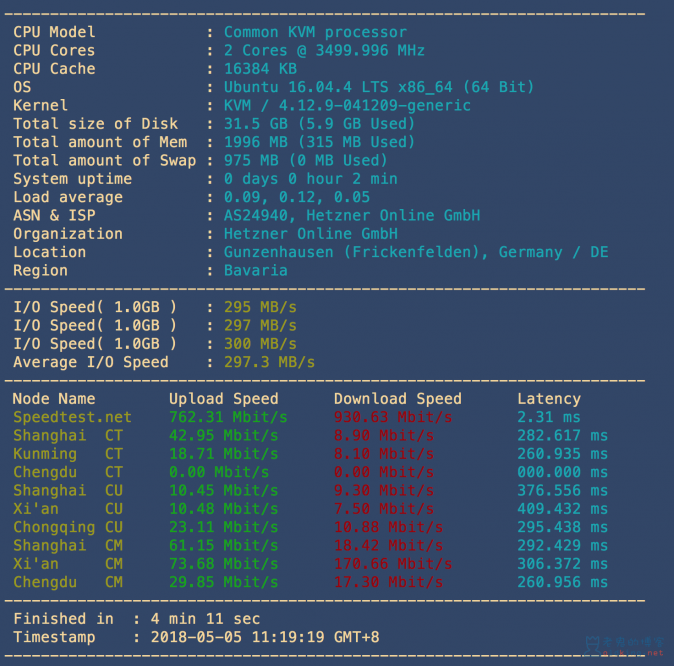 CPU Model : Common KVM processor
CPU Cores : 2 Cores @ 3499.996 MHz
CPU Cache : 16384 KB
OS : Ubuntu 16.04.4 LTS x86_64 (64 Bit)
Kernel : KVM / 4.12.9-041209-generic
Total size of Disk : 31.5 GB (5.9 GB Used)
Total amount of Mem : 1996 MB (315 MB Used)
Total amount of Swap : 975 MB (0 MB Used)
System uptime : 0 days 0 hour 2 min
Load average : 0.09, 0.12, 0.05
ASN & ISP : AS24940, Hetzner Online GmbH
Organization : Hetzner Online GmbH
Location : Gunzenhausen (Frickenfelden), Germany / DE
Region : Bavaria
I/O Speed( 1.0GB ) : 295 MB/s
I/O Speed( 1.0GB ) : 297 MB/s
I/O Speed( 1.0GB ) : 300 MB/s
Average I/O Speed : 297.3 MB/s
Node Name Upload Speed Download Speed Latency
Speedtest.net 762.31 Mbit/s 930.63 Mbit/s 2.31 ms
Shanghai CT 42.95 Mbit/s 8.90 Mbit/s 282.617 ms
Kunming CT 18.71 Mbit/s 8.10 Mbit/s 260.935 ms
Chengdu CT 0.00 Mbit/s 0.00 Mbit/s 000.000 ms
Shanghai CU 10.45 Mbit/s 9.30 Mbit/s 376.556 ms
Xi'an CU 10.48 Mbit/s 7.50 Mbit/s 409.432 ms
Chongqing CU 23.11 Mbit/s 10.88 Mbit/s 295.438 ms
Shanghai CM 61.15 Mbit/s 18.42 Mbit/s 292.429 ms
Xi'an CM 73.68 Mbit/s 170.66 Mbit/s 306.372 ms
Chengdu CM 29.85 Mbit/s 17.30 Mbit/s 260.956 ms
Finished in : 4 min 11 sec
Timestamp : 2018-05-05 11:19:19 GMT+8